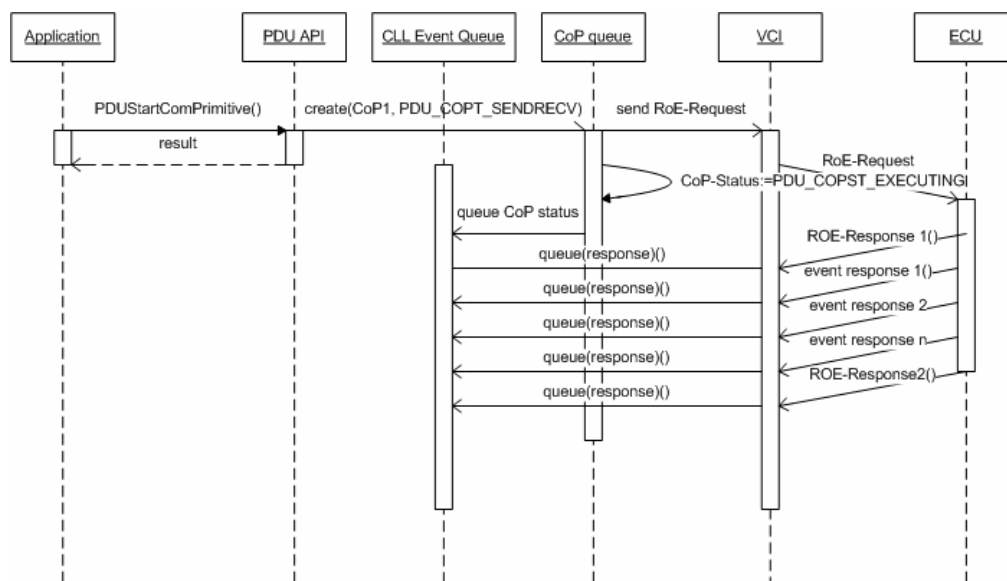 Application PDU API CLL Event Queue CoP queue VCI ECU
PDUStartComPrimitive() create(CoP1, PDU_COPT_SENDRECV) send RoE-Request
result
RoE-Request
CoP-Status:=PDU_COPST_EXECUTING
queue CoP status
ROE-Response 1()
queue(response)()
event response 1()
queue(response)()
event response 2
queue(response)()
event response n
queue(response)()
ROE-Response2()
queue(response)()